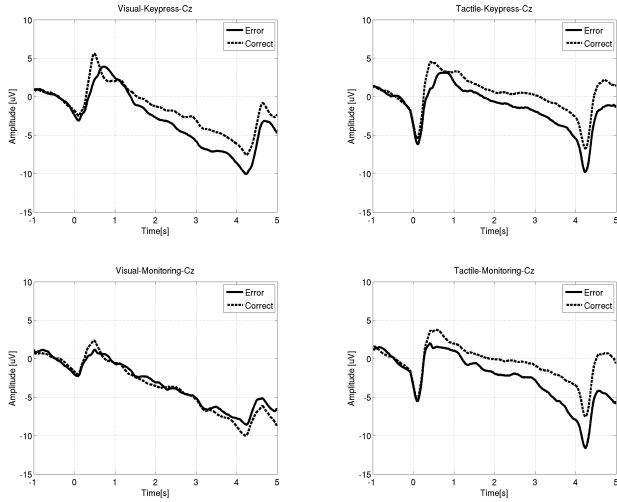 Visual-Keypress-Cz
10
5
0
-5
-10
-15
Amplitude [uV]
-1 0 1 2 3 4 5
Time[s]
Error
Correct
Tactile-Keypress-Cz
10
5
0
-5
-10
-15
Amplitude [uV]
-1 0 1 2 3 4 5
Time[s]
Error
Correct
Visual-Monitoring-Cz
10
5
0
-5
-10
-15
Amplitude [uV]
-1 0 1 2 3 4 5
Time[s]
Error
Correct
Tactile-Monitoring-Cz
10
5
0
-5
-10
-15
Amplitude [uV]
-1 0 1 2 3 4 5
Time[s]
Error
Correct